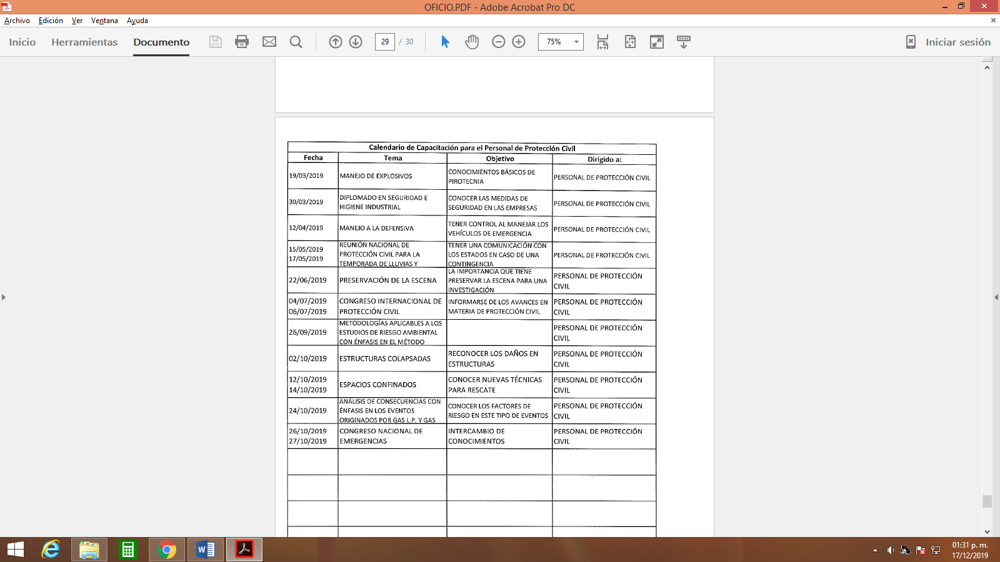 OFICIO.PDF - Adobe Acrobat Pro DC
Archivo Edición Ver Ventana Ayuda
Inicio Herramientas Documento 29 / 30 75% Iniciar sesión
Calendario de Capacitación para el Personal de Protección Civil
Fecha Tema Objetivo Dirigido a:
19/03/2019 MANEJO DE EXPLOSIVOS CONOCIMIENTOS BÁSICOS DE
PIROTECNIA PERSONAL DE PROTECCIÓN CIVIL
30/03/2019 DIPLOMADO EN SEGURIDAD E
HIGIENE INDUSTRIAL CONOCER LAS MEDIDAS DE
SEGURIDAD EN LAS EMPRESAS PERSONAL DE PROTECCIÓN CIVIL
12/04/2019 MANEJO A LA DEFENSIVA TENER CONTROL AL MANEJAR LOS
VEHÍCULOS DE EMERGENCIA PERSONAL DE PROTECCIÓN CIVIL
15/05/2019
17/05/2019 REUNIÓN NACIONAL DE
PROTECCIÓN CIVIL PARA LA
TEMPORADA DE LLUVIAS Y TENER UNA COMUNICACIÓN CON
LOS ESTADOS EN CASO DE UNA
CONTINGENCIA PERSONAL DE PROTECCIÓN CIVIL
22/06/2019 PRESERVACIÓN DE LA ESCENA LA IMPORTANCIA QUE TIENE
PRESERVAR LA ESCENA PARA UNA
INVESTIGACIÓN PERSONAL DE PROTECCIÓN
CIVIL
04/07/2019
06/07/2019 CONGRESO INTERNACIONAL DE
PROTECCIÓN CIVIL INFORMARSE DE LOS AVANCES EN
MATERIA DE PROTECCIÓN CIVIL PERSONAL DE PROTECCIÓN
CIVIL
26/09/2019 METODOLOGÍAS APLICABLES A LOS
ESTUDIOS DE RIESGO AMBIENTAL
CON ÉNFASIS EN EL MÉTODO PERSONAL DE PROTECCIÓN
CIVIL
02/10/2019 ESTRUCTURAS COLAPSADAS RECONOCER LOS DAÑOS EN
ESTRUCTURAS PERSONAL DE PROTECCIÓN
CIVIL
12/10/2019
14/10/2019 ESPACIOS CONFINADOS CONOCER NUEVAS TÉCNICAS
PARA RESCATE PERSONAL DE PROTECCIÓN
CIVIL
24/10/2019 ANÁLISIS DE CONSECUENCIAS CON
ÉNFASIS EN LOS EVENTOS
ORIGINADOS POR GAS L.P. Y GAS CONOCER LOS FACTORES DE
RIESGO EN ESTE TIPO DE EVENTOS PERSONAL DE PROTECCIÓN
CIVIL
26/10/2019
27/10/2019 CONGRESO NACIONAL DE
EMERGENCIAS INTERCAMBIO DE
CONOCIMIENTOS PERSONAL DE PROTECCIÓN
CIVIL
01:31 p. m.
17/12/2019